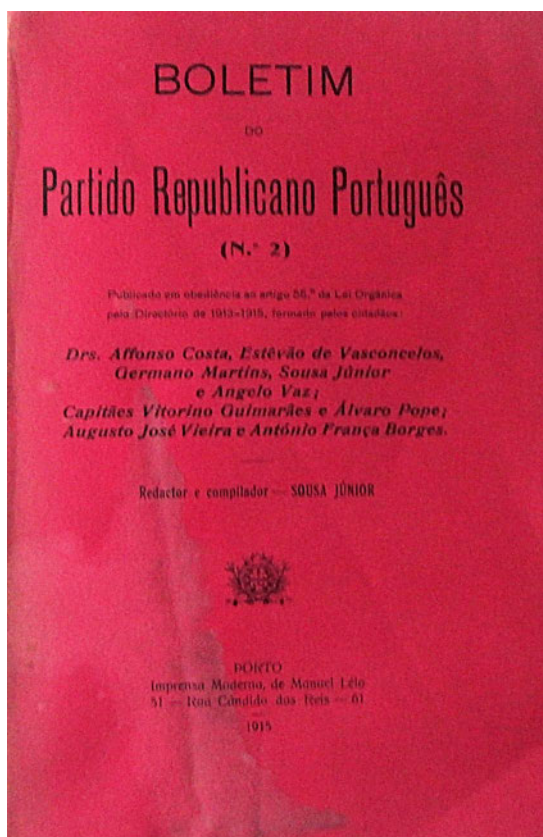 BOLETIM
DO
Partido Republicano Português
(N.º 2)
Publicado em obediência ao artigo 56.º da Lei Orgânica
pelo Directório de 1913-1915, formado pelos cidadãos:
Drs. Affonso Costa, Estêvão de Vasconcelos,
Germano Martins, Sousa Júnior
e Angelo Vaz;
Capitães Vitorino Guimarães e Álvaro Pope;
Augusto José Vieira e António França Borges.
Redactor e compilador — SOUSA JÚNIOR
PORTO
Imprensa Moderna, de Manuel Lélo
51 — Rua Cândido dos Reis — 61
1915